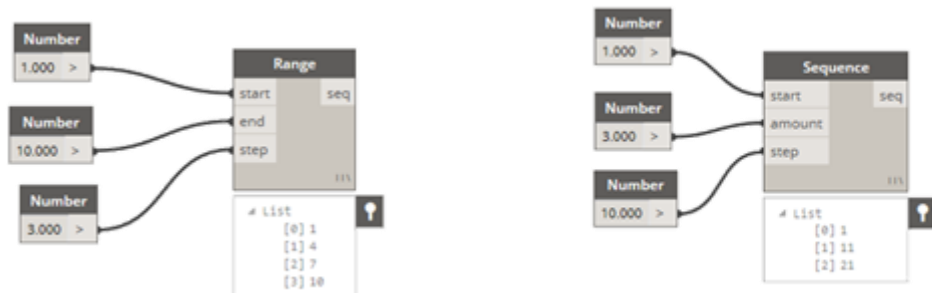 Number
1.000 >
Number
10.000 >
Number
3.000 >
Range
start seq
end
step
List
[0] 1
[1] 4
[2] 7
[3] 10
Number
1.000 >
Number
3.000 >
Number
10.000 >
Sequence
start seq
amount
step
List
[0] 1
[1] 11
[2] 21